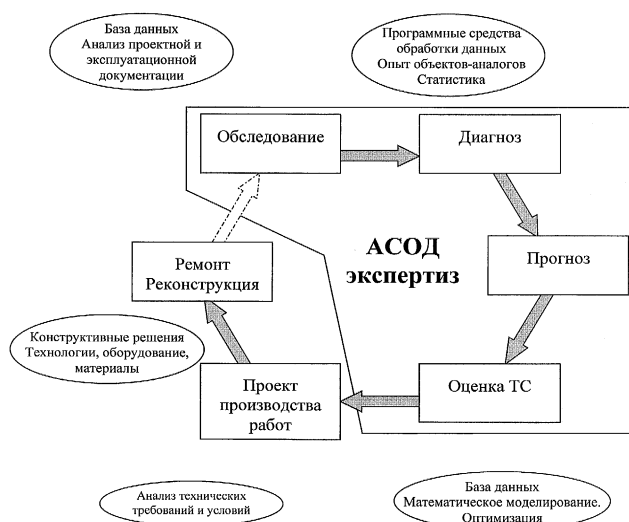 База данных
Анализ проектной и
эксплуатационной
документации
Программные средства
обработки данных
Опыт объектов-аналогов
Статистика
Обследование
Диагноз
АСОД
экспертиз
Прогноз
Ремонт
Реконструкция
Конструктивные решения
Технологии, оборудование,
материалы
Проект
производства
работ
Оценка ТС
Анализ технических
требований и условий
База данных
Математическое моделирование.
Оптимизация